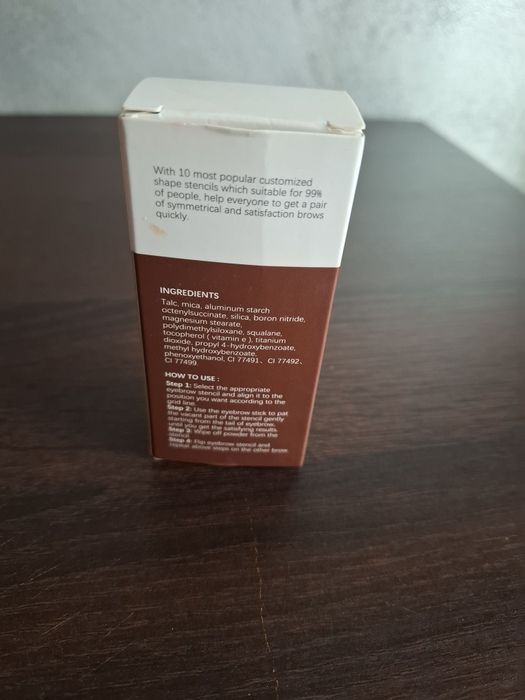 With 10 most popular customized
shape stencils which suitable for 99%
of people, help everyone to get a pair
of symmetrical and satisfaction brows
quickly.
INGREDIENTS
Talc, mica, aluminum starch
octenylsuccinate, silica, boron nitride,
magnesium stearate,
polydimethylsiloxane, squalane,
tocopherol ( vitamin e ), titanium
dioxide, propyl 4-hydroxybenzoate,
methyl hydroxybenzoate,
phenoxyethanol, CI 77491、CI 77492、
CI 77499
HOW TO USE :
Step 1: Select the appropriate
eyebrow stencil and align it to the
position you want according to the
grid line.
Step 2: Use the eyebrow stick to pat
the vacant part of the stencil gently
starting from the tail of eyebrow,
until you get the satisfying results.
Step 3: Wipe off powder from the
stencil
Step 4: Flip eyebrow stencil and
repeat above steps on the other brow.